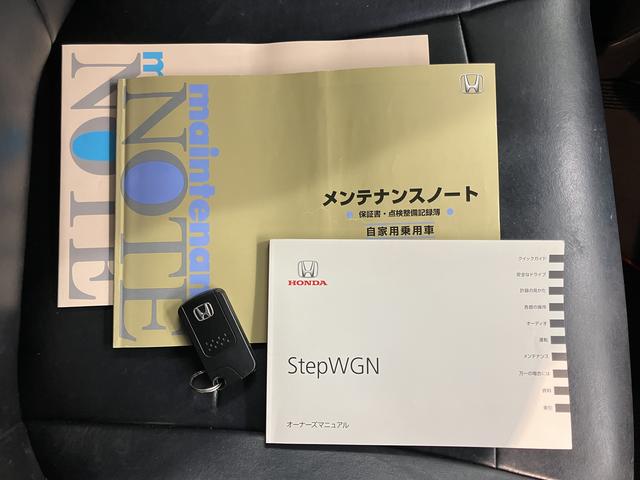 NOTE
maintenan
NOTE
メンテナンスノート
保証書・点検整備記録簿
自家用乗用車
HONDA
StepWGN
オーナーズマニュアル
クイックガイド
安全なドライブ
計器の見かた
各部の操作
オーディオ
運転
メンテナンス
万一の場合には
資料
索引